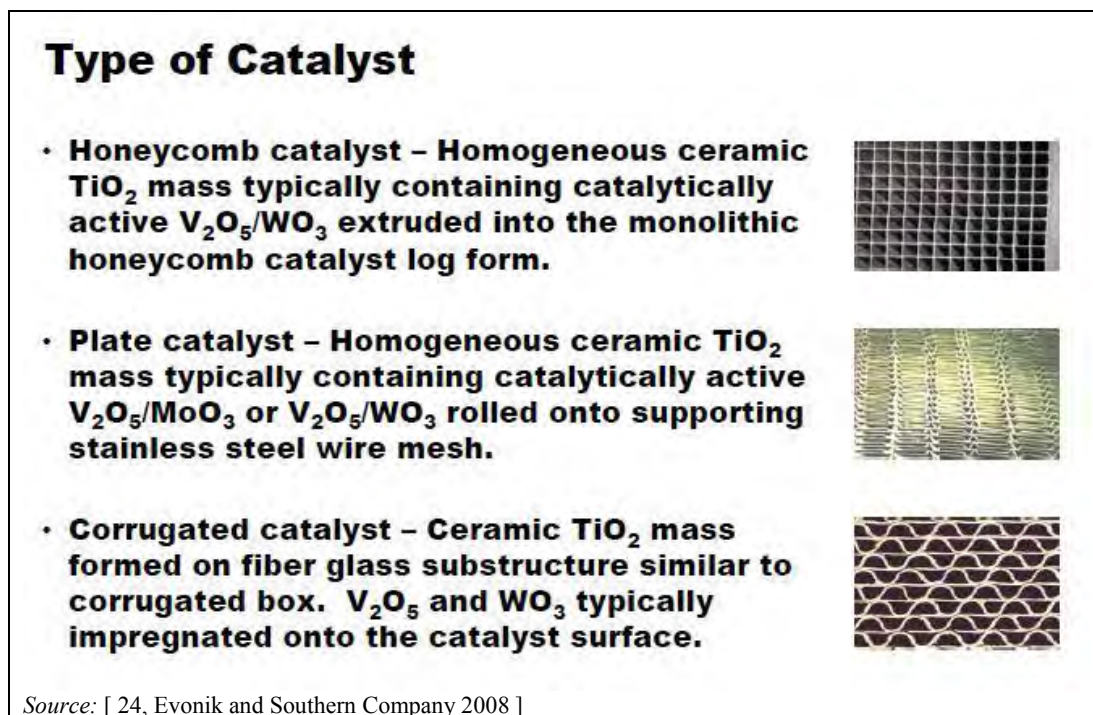 Type of Catalyst
• Honeycomb catalyst – Homogeneous ceramic
TiO₂ mass typically containing catalytically
active V₂O₅/WO₃ extruded into the monolithic
honeycomb catalyst log form.
• Plate catalyst – Homogeneous ceramic TiO₂
mass typically containing catalytically active
V₂O₅/MoO₃ or V₂O₅/WO₃ rolled onto supporting
stainless steel wire mesh.
• Corrugated catalyst – Ceramic TiO₂ mass
formed on fiber glass substructure similar to
corrugated box.  V₂O₅ and WO₃ typically
impregnated onto the catalyst surface.
Source: [ 24, Evonik and Southern Company 2008 ]